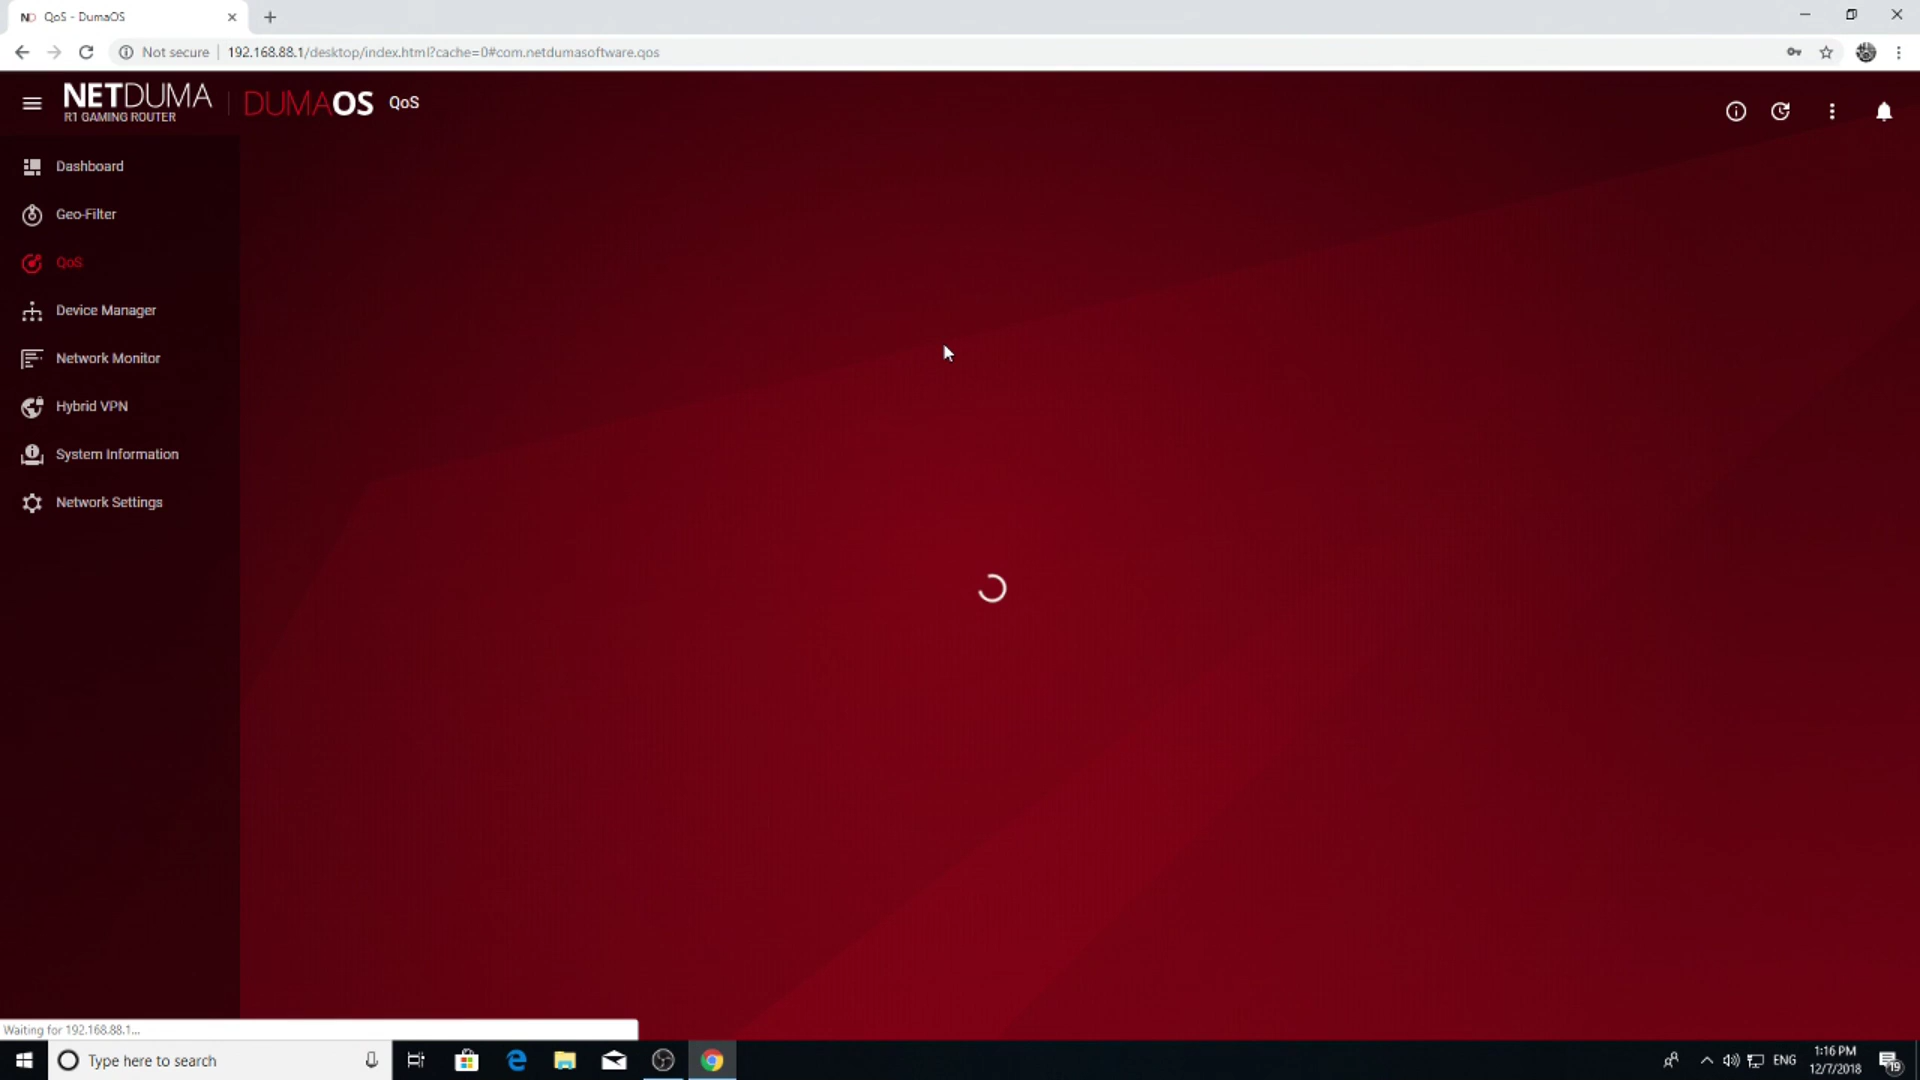 ND QoS - DumaOS
Not secure 192.168.88.1/desktop/index.html?cache=0#com.netdumasoftware.qos
NETDUMA
R1 GAMING ROUTER
DUMAOS
QoS
Dashboard
Geo-Filter
QoS
Device Manager
Network Monitor
Hybrid VPN
System Information
Network Settings
Waiting for 192.168.88.1...
Type here to search
ENG
1:16 PM
12/7/2018
19